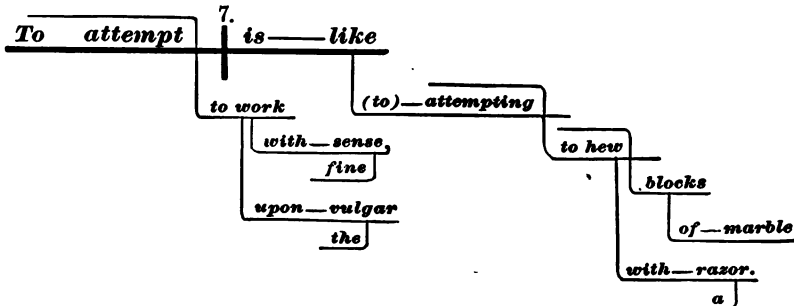 7.
To attempt is like
to work (to) attempting
with sense, to hew
fine blocks
upon vulgar of marble
the with razor.
a